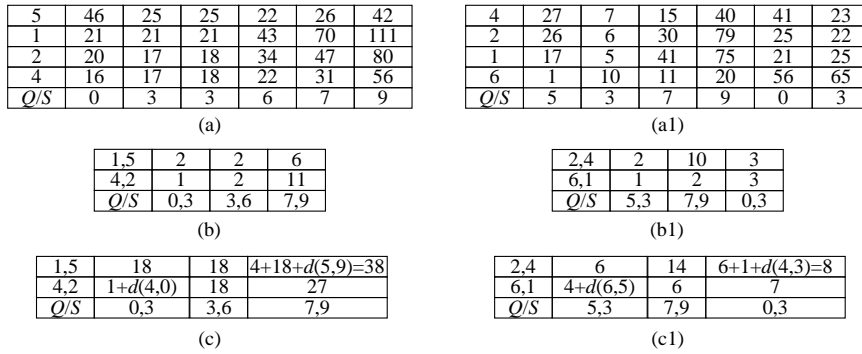 5 46 25 25 22 26 42
1 21 21 21 43 70 111
2 20 17 18 34 47 80
4 16 17 18 22 31 56
Q/S 0 3 3 6 7 9
(a)
4 27 7 15 40 41 23
2 26 6 30 79 25 22
1 17 5 41 75 21 25
6 1 10 11 20 56 65
Q/S 5 3 7 9 0 3
(a1)
1,5 2 2 6
4,2 1 2 11
Q/S 0,3 3,6 7,9
(b)
2,4 2 10 3
6,1 1 2 3
Q/S 5,3 7,9 0,3
(b1)
1,5 18 18 4+18+d(5,9)=38
4,2 1+d(4,0) 18 27
Q/S 0,3 3,6 7,9
(c)
2,4 6 14 6+1+d(4,3)=8
6,1 4+d(6,5) 6 7
Q/S 5,3 7,9 0,3
(c1)